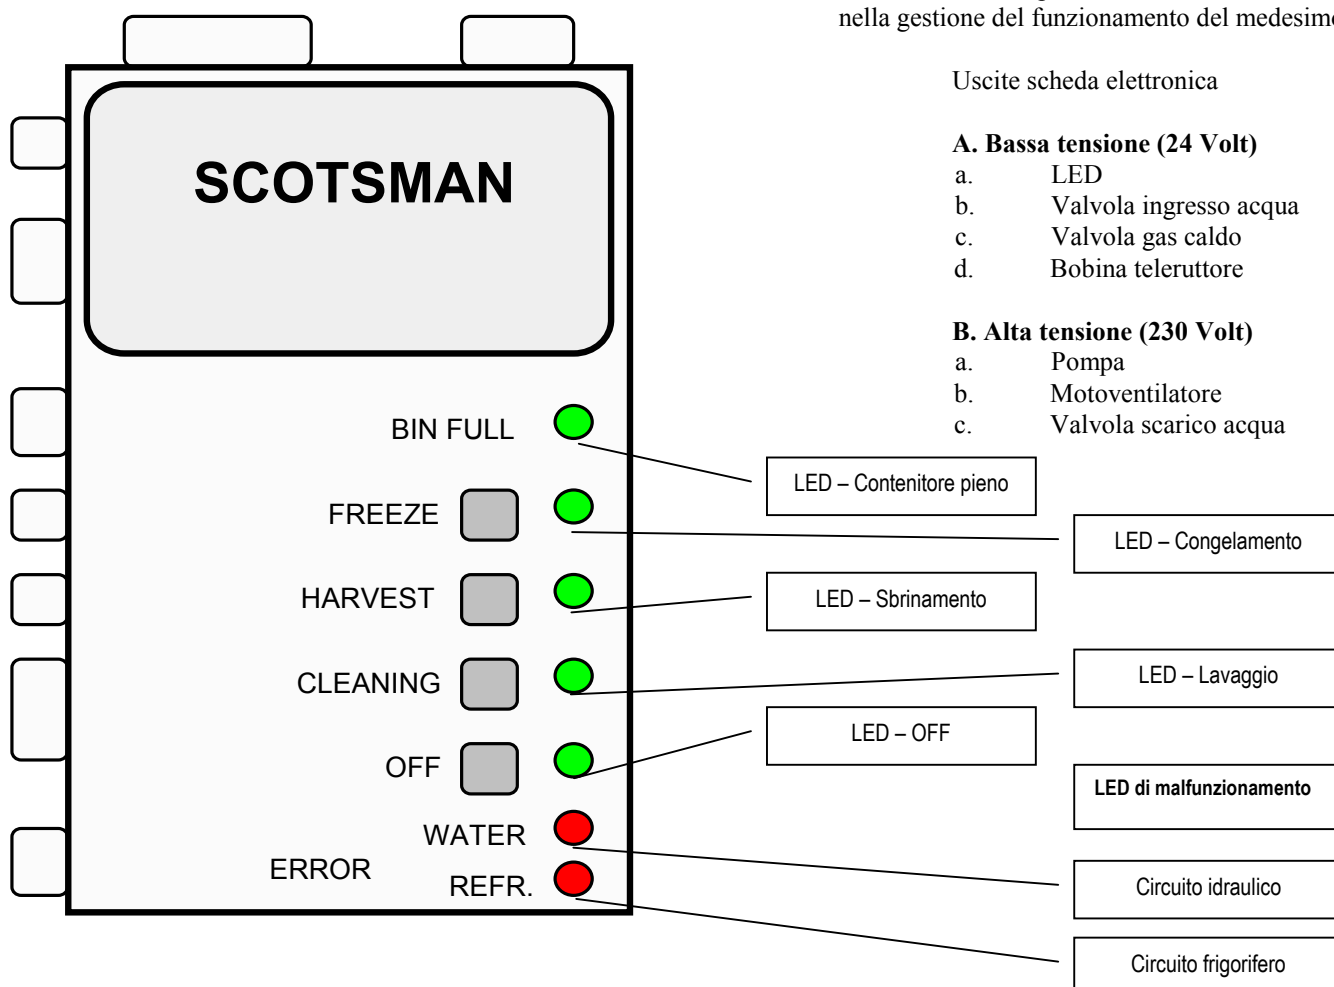 nella gestione del funzionamento del medesimo
Uscite scheda elettronica
A. Bassa tensione (24 Volt)
a. LED
b. Valvola ingresso acqua
c. Valvola gas caldo
d. Bobina teleruttore
B. Alta tensione (230 Volt)
a. Pompa
b. Motoventilatore
c. Valvola scarico acqua
SCOTSMAN
BIN FULL
LED – Contenitore pieno
FREEZE
LED – Congelamento
HARVEST
LED – Sbrinamento
CLEANING
LED – Lavaggio
OFF
LED – OFF
LED di malfunzionamento
WATER
ERROR
REFR.
Circuito idraulico
Circuito frigorifero